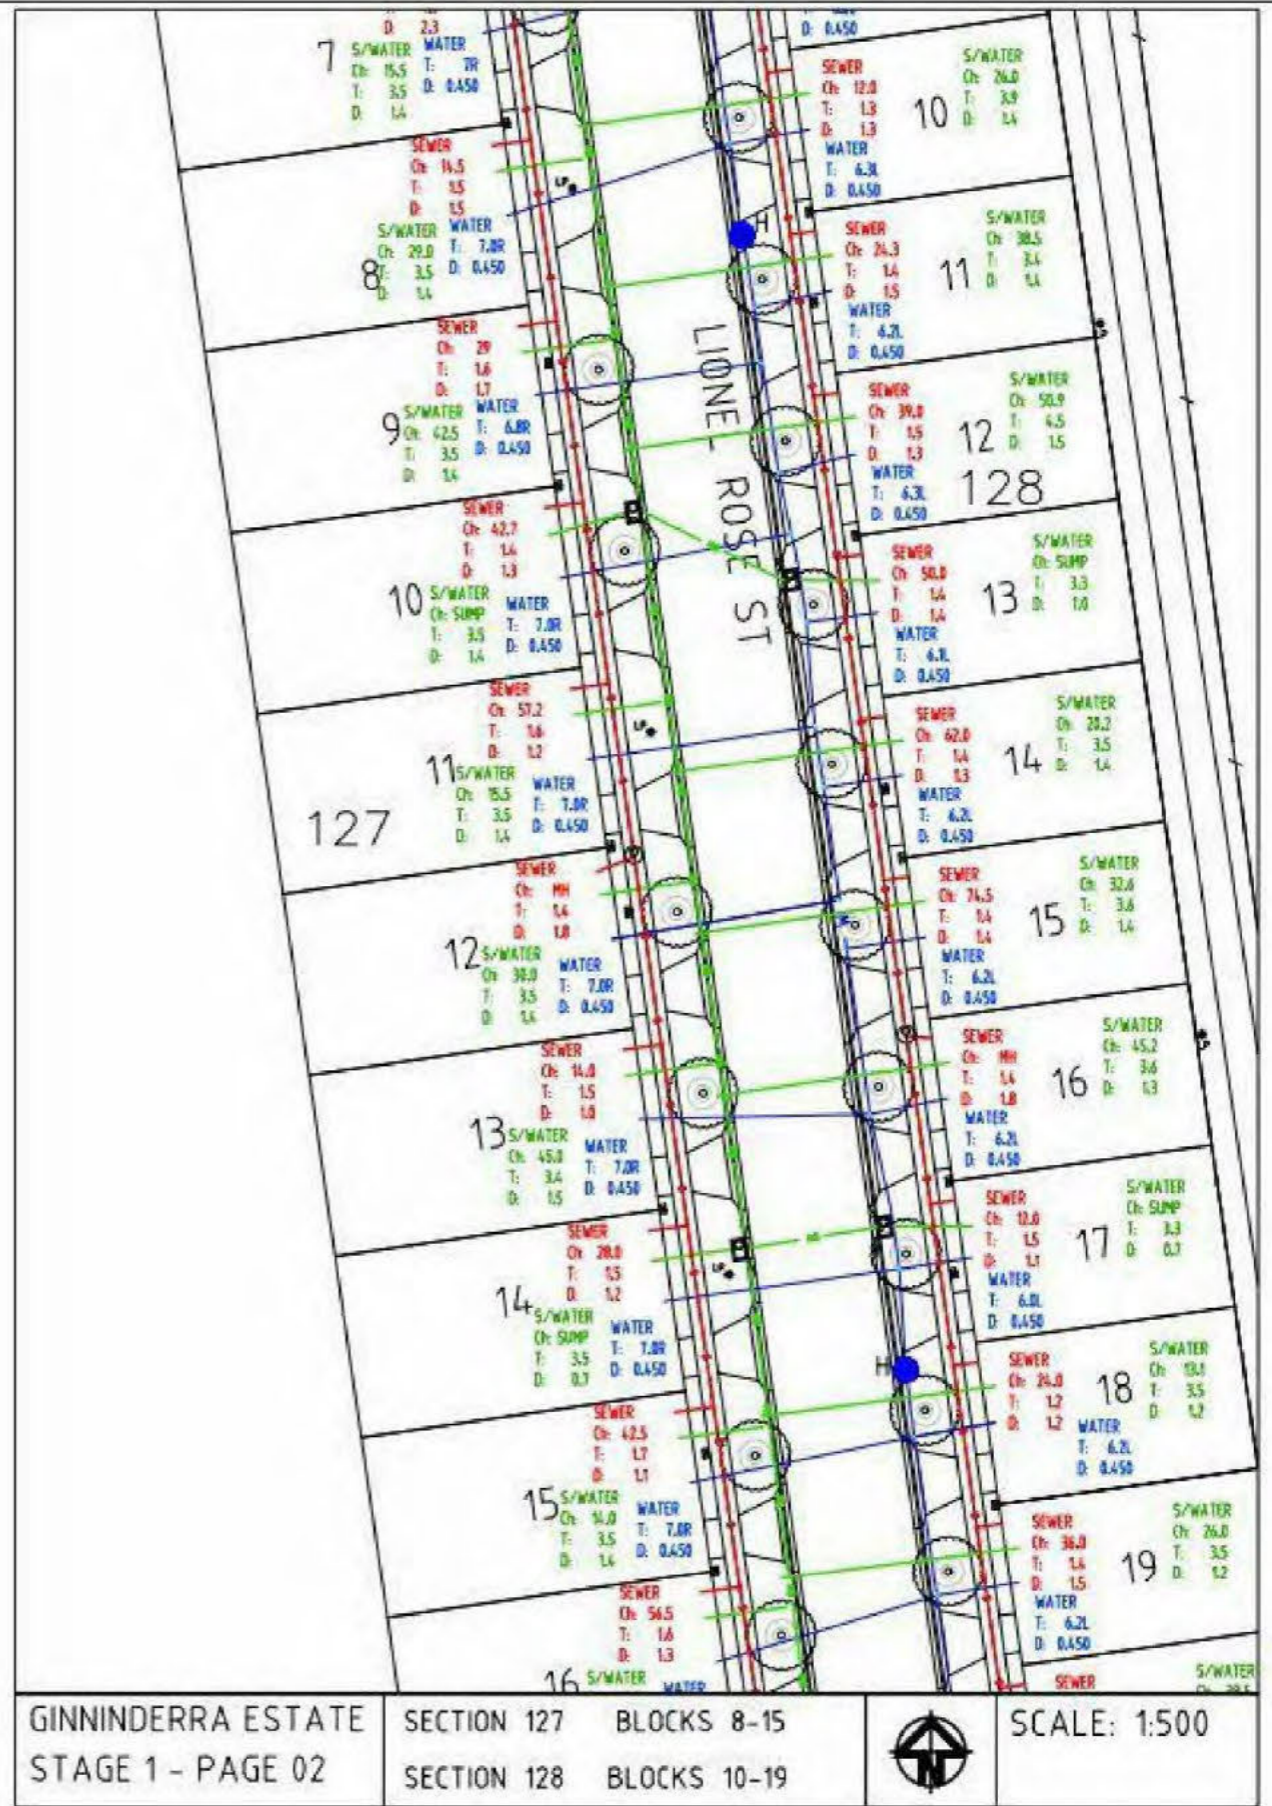 D: 2.3
7
S/WATER
Ch: 15.5
T: 3.5
D: 1.4
WATER
T: 7R
D: 0.450
SEWER
Ch: 14.5
T: 1.5
D: 1.5
8
S/WATER
Ch: 29.0
T: 3.5
D: 1.4
WATER
T: 7.0R
D: 0.450
SEWER
Ch: 29
T: 1.6
D: 1.7
9
S/WATER
Ch: 42.5
T: 3.5
D: 1.4
WATER
T: 6.8R
D: 0.450
SEWER
Ch: 42.7
T: 1.4
D: 1.3
10
S/WATER
Ch: SUMP
T: 3.5
D: 1.4
WATER
T: 7.0R
D: 0.450
SEWER
Ch: 57.2
T: 1.6
D: 1.2
11
S/WATER
Ch: 15.5
T: 3.5
D: 1.4
WATER
T: 7.0R
D: 0.450
127
SEWER
Ch: MH
T: 1.4
D: 1.8
12
S/WATER
Ch: 30.0
T: 3.5
D: 1.4
WATER
T: 7.0R
D: 0.450
SEWER
Ch: 14.0
T: 1.5
D: 1.0
13
S/WATER
Ch: 45.0
T: 3.4
D: 1.5
WATER
T: 7.0R
D: 0.450
SEWER
Ch: 28.0
T: 1.5
D: 1.2
14
S/WATER
Ch: SUMP
T: 3.5
D: 0.7
WATER
T: 7.0R
D: 0.450
SEWER
Ch: 42.5
T: 1.7
D: 1.1
15
S/WATER
Ch: 14.0
T: 3.5
D: 1.4
WATER
T: 7.0R
D: 0.450
SEWER
Ch: 56.5
T: 1.6
D: 1.3
16
S/WATER
WATER
LP
LP
LP
H
LIONEL ROSE ST
H
D: 0.450
SEWER
Ch: 12.0
T: 1.3
D: 1.3
WATER
T: 6.3L
D: 0.450
10
S/WATER
Ch: 26.0
T: 3.9
D: 1.4
SEWER
Ch: 24.3
T: 1.4
D: 1.5
WATER
T: 6.2L
D: 0.450
11
S/WATER
Ch: 38.5
T: 3.4
D: 1.4
SEWER
Ch: 39.0
T: 1.5
D: 1.3
WATER
T: 6.3L
D: 0.450
12
S/WATER
Ch: 50.9
T: 4.5
D: 1.5
128
SEWER
Ch: 50.0
T: 1.4
D: 1.4
WATER
T: 6.1L
D: 0.450
13
S/WATER
Ch: SUMP
T: 3.3
D: 1.0
SEWER
Ch: 62.0
T: 1.4
D: 1.3
WATER
T: 6.2L
D: 0.450
14
S/WATER
Ch: 20.2
T: 3.5
D: 1.4
SEWER
Ch: 74.5
T: 1.4
D: 1.4
WATER
T: 6.2L
D: 0.450
15
S/WATER
Ch: 32.6
T: 3.6
D: 1.4
SEWER
Ch: MH
T: 1.4
D: 1.8
WATER
T: 6.2L
D: 0.450
16
S/WATER
Ch: 45.2
T: 3.6
D: 1.3
SEWER
Ch: 12.0
T: 1.5
D: 1.1
WATER
T: 6.0L
D: 0.450
17
S/WATER
Ch: SUMP
T: 3.3
D: 0.7
SEWER
Ch: 24.0
T: 1.2
D: 1.2
WATER
T: 6.2L
D: 0.450
18
S/WATER
Ch: 13.1
T: 3.5
D: 1.2
SEWER
Ch: 36.0
T: 1.4
D: 1.5
WATER
T: 6.2L
D: 0.450
19
S/WATER
Ch: 26.0
T: 3.5
D: 1.2
SEWER
S/WATER
GINNINDERRA ESTATE
STAGE 1 - PAGE 02
SECTION 127 BLOCKS 8-15
SECTION 128 BLOCKS 10-19
N
SCALE: 1:500